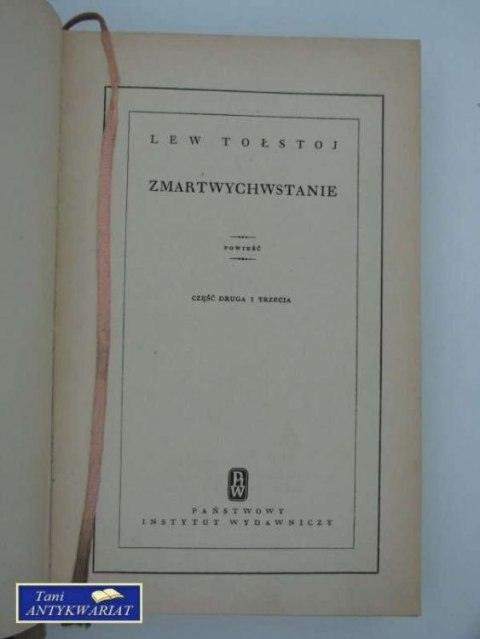 LEW TOŁSTOJ
ZMARTWYCHWSTANIE
POWIEŚĆ
CZĘŚĆ DRUGA I TRZECIA
PIW
PAŃSTWOWY
INSTYTUT WYDAWNICZY
Tani
ANTYKWARIAT